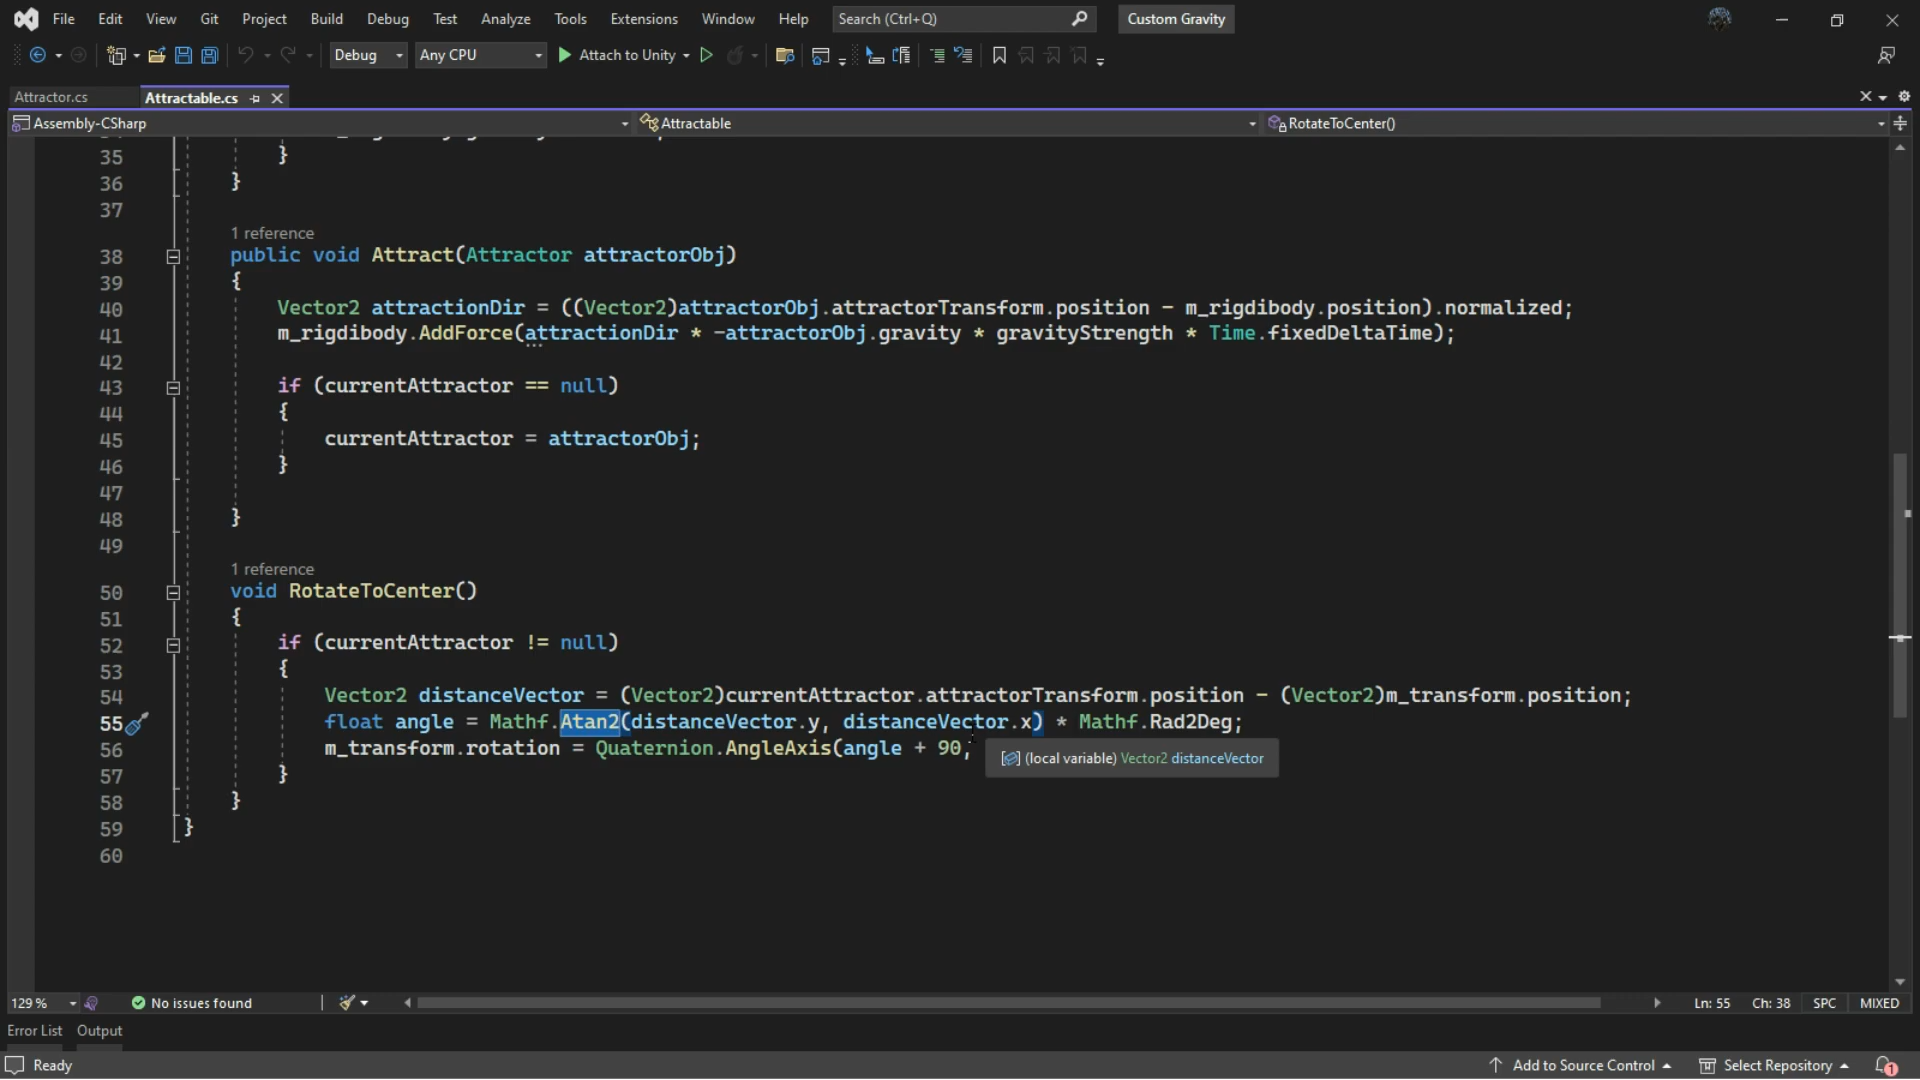 File Edit View Git Project Build Debug Test Analyze Tools Extensions Window Help Search (Ctrl+Q) Custom Gravity
Debug Any CPU Attach to Unity
Attractor.cs Attractable.cs
Assembly-CSharp Attractable RotateToCenter()
35 }
36 }
37
1 reference
38 public void Attract(Attractor attractorObj)
39 {
40 Vector2 attractionDir = ((Vector2)attractorObj.attractorTransform.position - m_rigdibody.position).normalized;
41 m_rigdibody.AddForce(attractionDir * -attractorObj.gravity * gravityStrength * Time.fixedDeltaTime);
42
43 if (currentAttractor == null)
44 {
45 currentAttractor = attractorObj;
46 }
47
48 }
49
1 reference
50 void RotateToCenter()
51 {
52 if (currentAttractor != null)
53 {
54 Vector2 distanceVector = (Vector2)currentAttractor.attractorTransform.position - (Vector2)m_transform.position;
55 float angle = Mathf.Atan2(distanceVector.y, distanceVector.x) * Mathf.Rad2Deg;
56 m_transform.rotation = Quaternion.AngleAxis(angle + 90,
(local variable) Vector2 distanceVector
57 }
58 }
59 }
60
129 % No issues found Ln: 55 Ch: 38 SPC MIXED
Error List Output
Ready Add to Source Control Select Repository 1